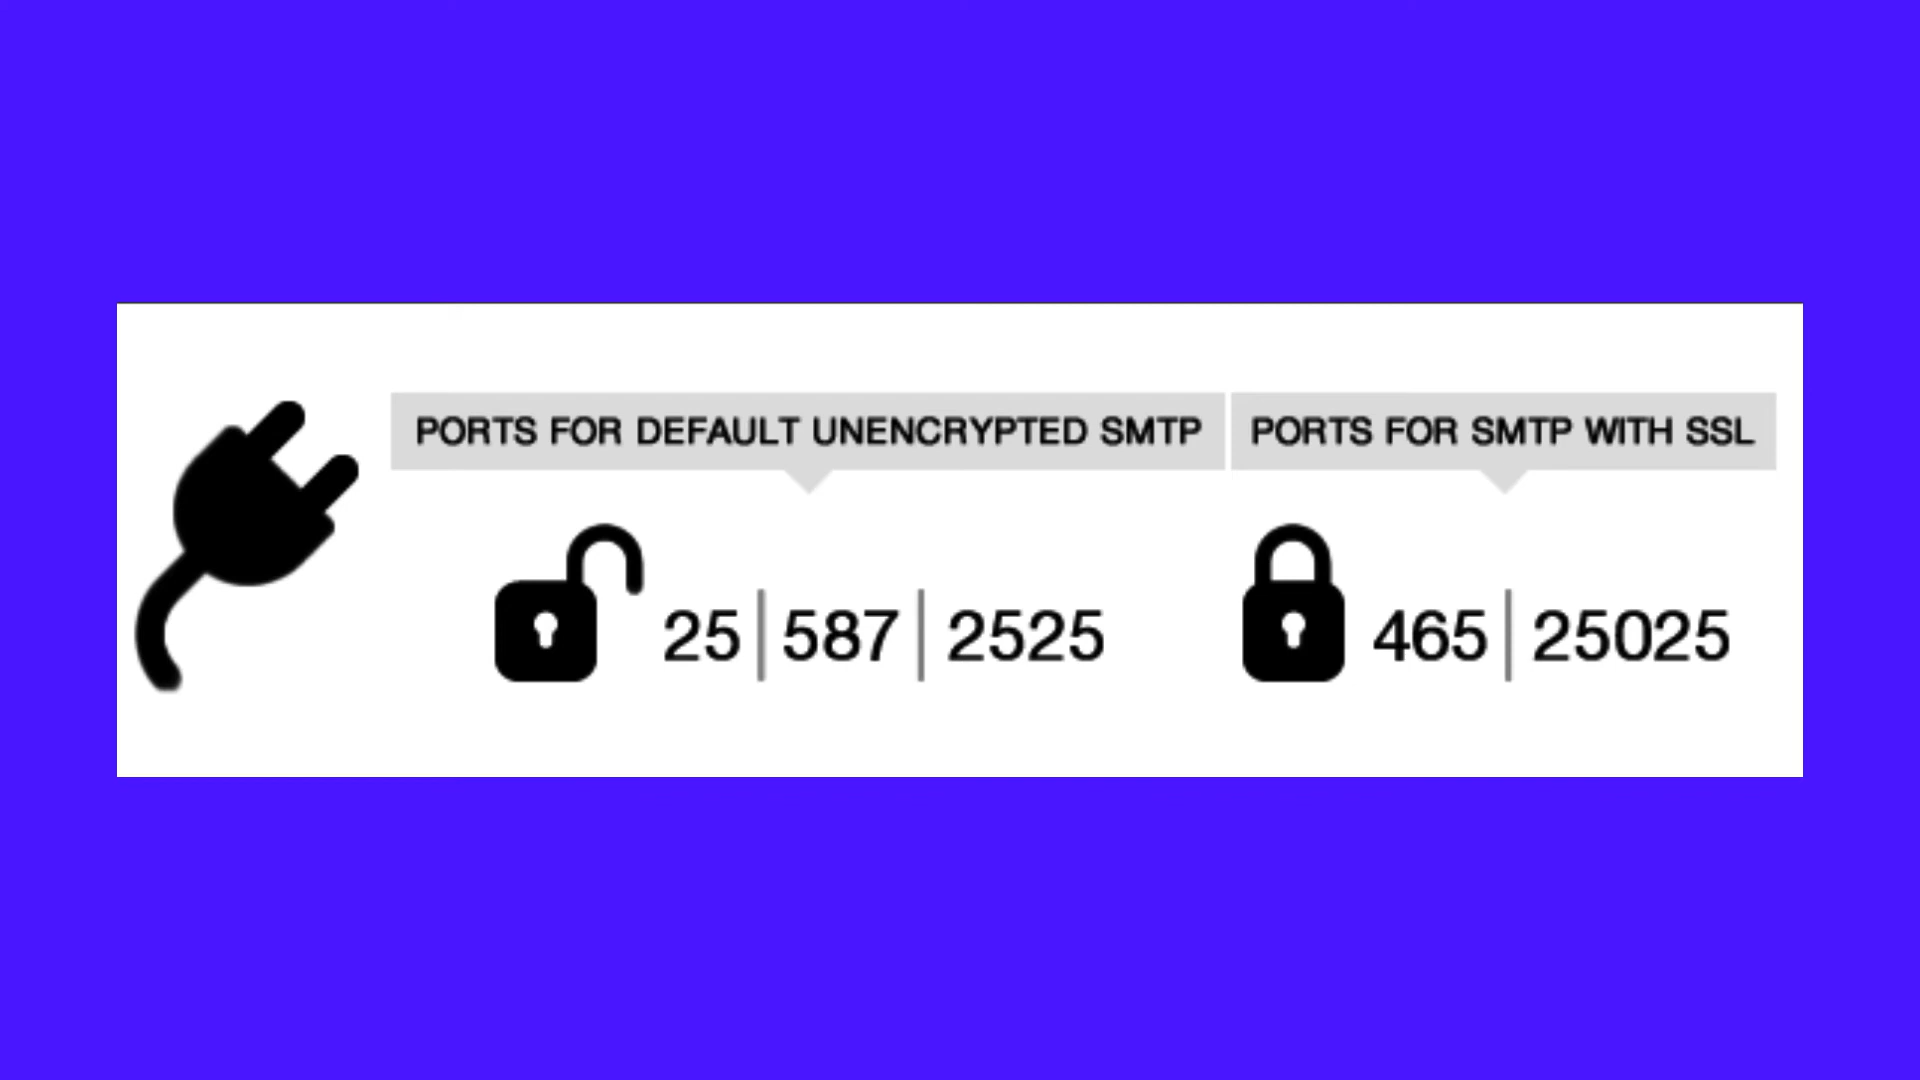 PORTS FOR DEFAULT UNENCRYPTED SMTP
25|587|2525
PORTS FOR SMTP WITH SSL
465|25025